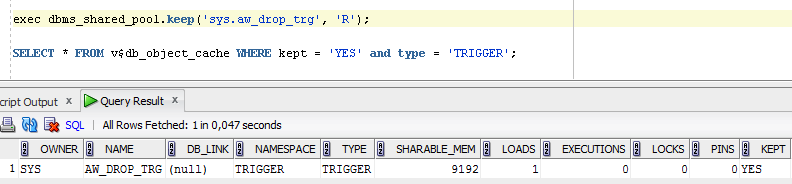 exec dbms_shared_pool.keep('sys.aw_drop_trg', 'R');
SELECT * FROM v$db_object_cache WHERE kept = 'YES' and type = 'TRIGGER';
cript Output x Query Result x
SQL | All Rows Fetched: 1 in 0,047 seconds
OWNER NAME DB_LINK NAMESPACE TYPE SHARABLE_MEM LOADS EXECUTIONS LOCKS PINS KEPT
1 SYS AW_DROP_TRG (null) TRIGGER TRIGGER 9192 1 0 0 0 YES